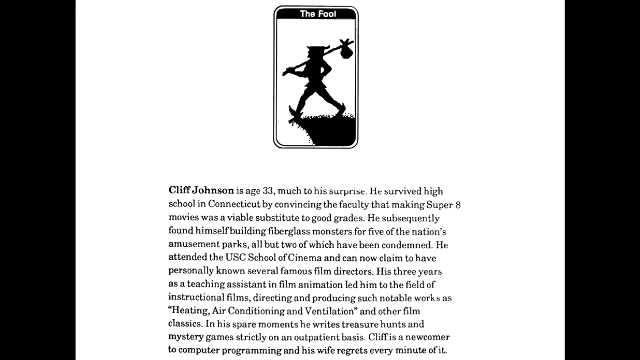 The Fool
Cliff Johnson is age 33, much to his surprise. He survived high
school in Connecticut by convincing the faculty that making Super 8
movies was a viable substitute to good grades. He subsequently
found himself building fiberglass monsters for five of the nation's
amusement parks, all but two of which have been condemned. He
attended the USC School of Cinema and can now claim to have
personally known several famous film directors. His three years
as a teaching assistant in film animation led him to the field of
instructional films, directing and producing such notable works as
"Heating, Air Conditioning and Ventilation" and other film
classics. In his spare moments he writes treasure hunts and
mystery games strictly on an outpatient basis. Cliff is a newcomer
to computer programming and his wife regrets every minute of it.